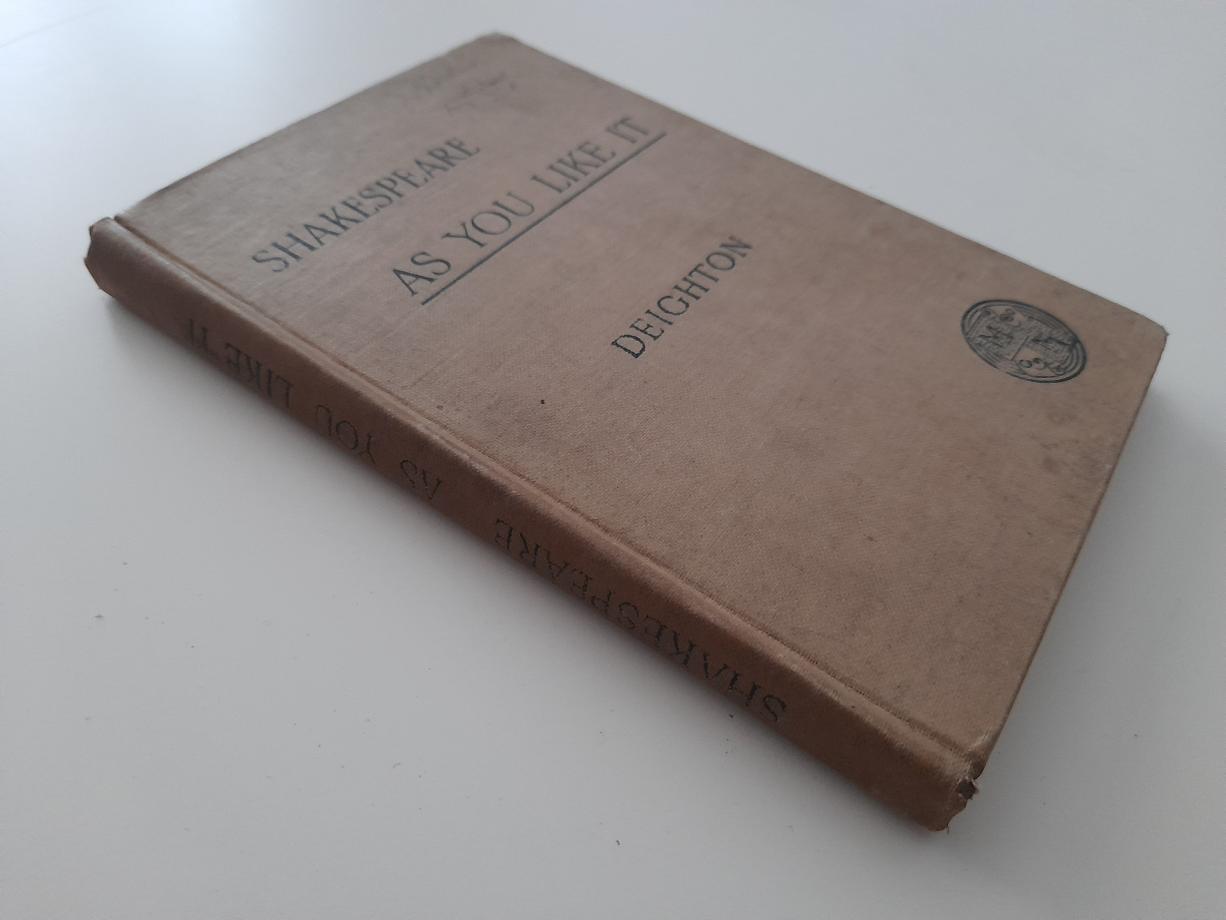 SHAKESPEARE
AS YOU LIKE IT
DEIGHTON
SHAKESPEARE AS YOU LIKE IT